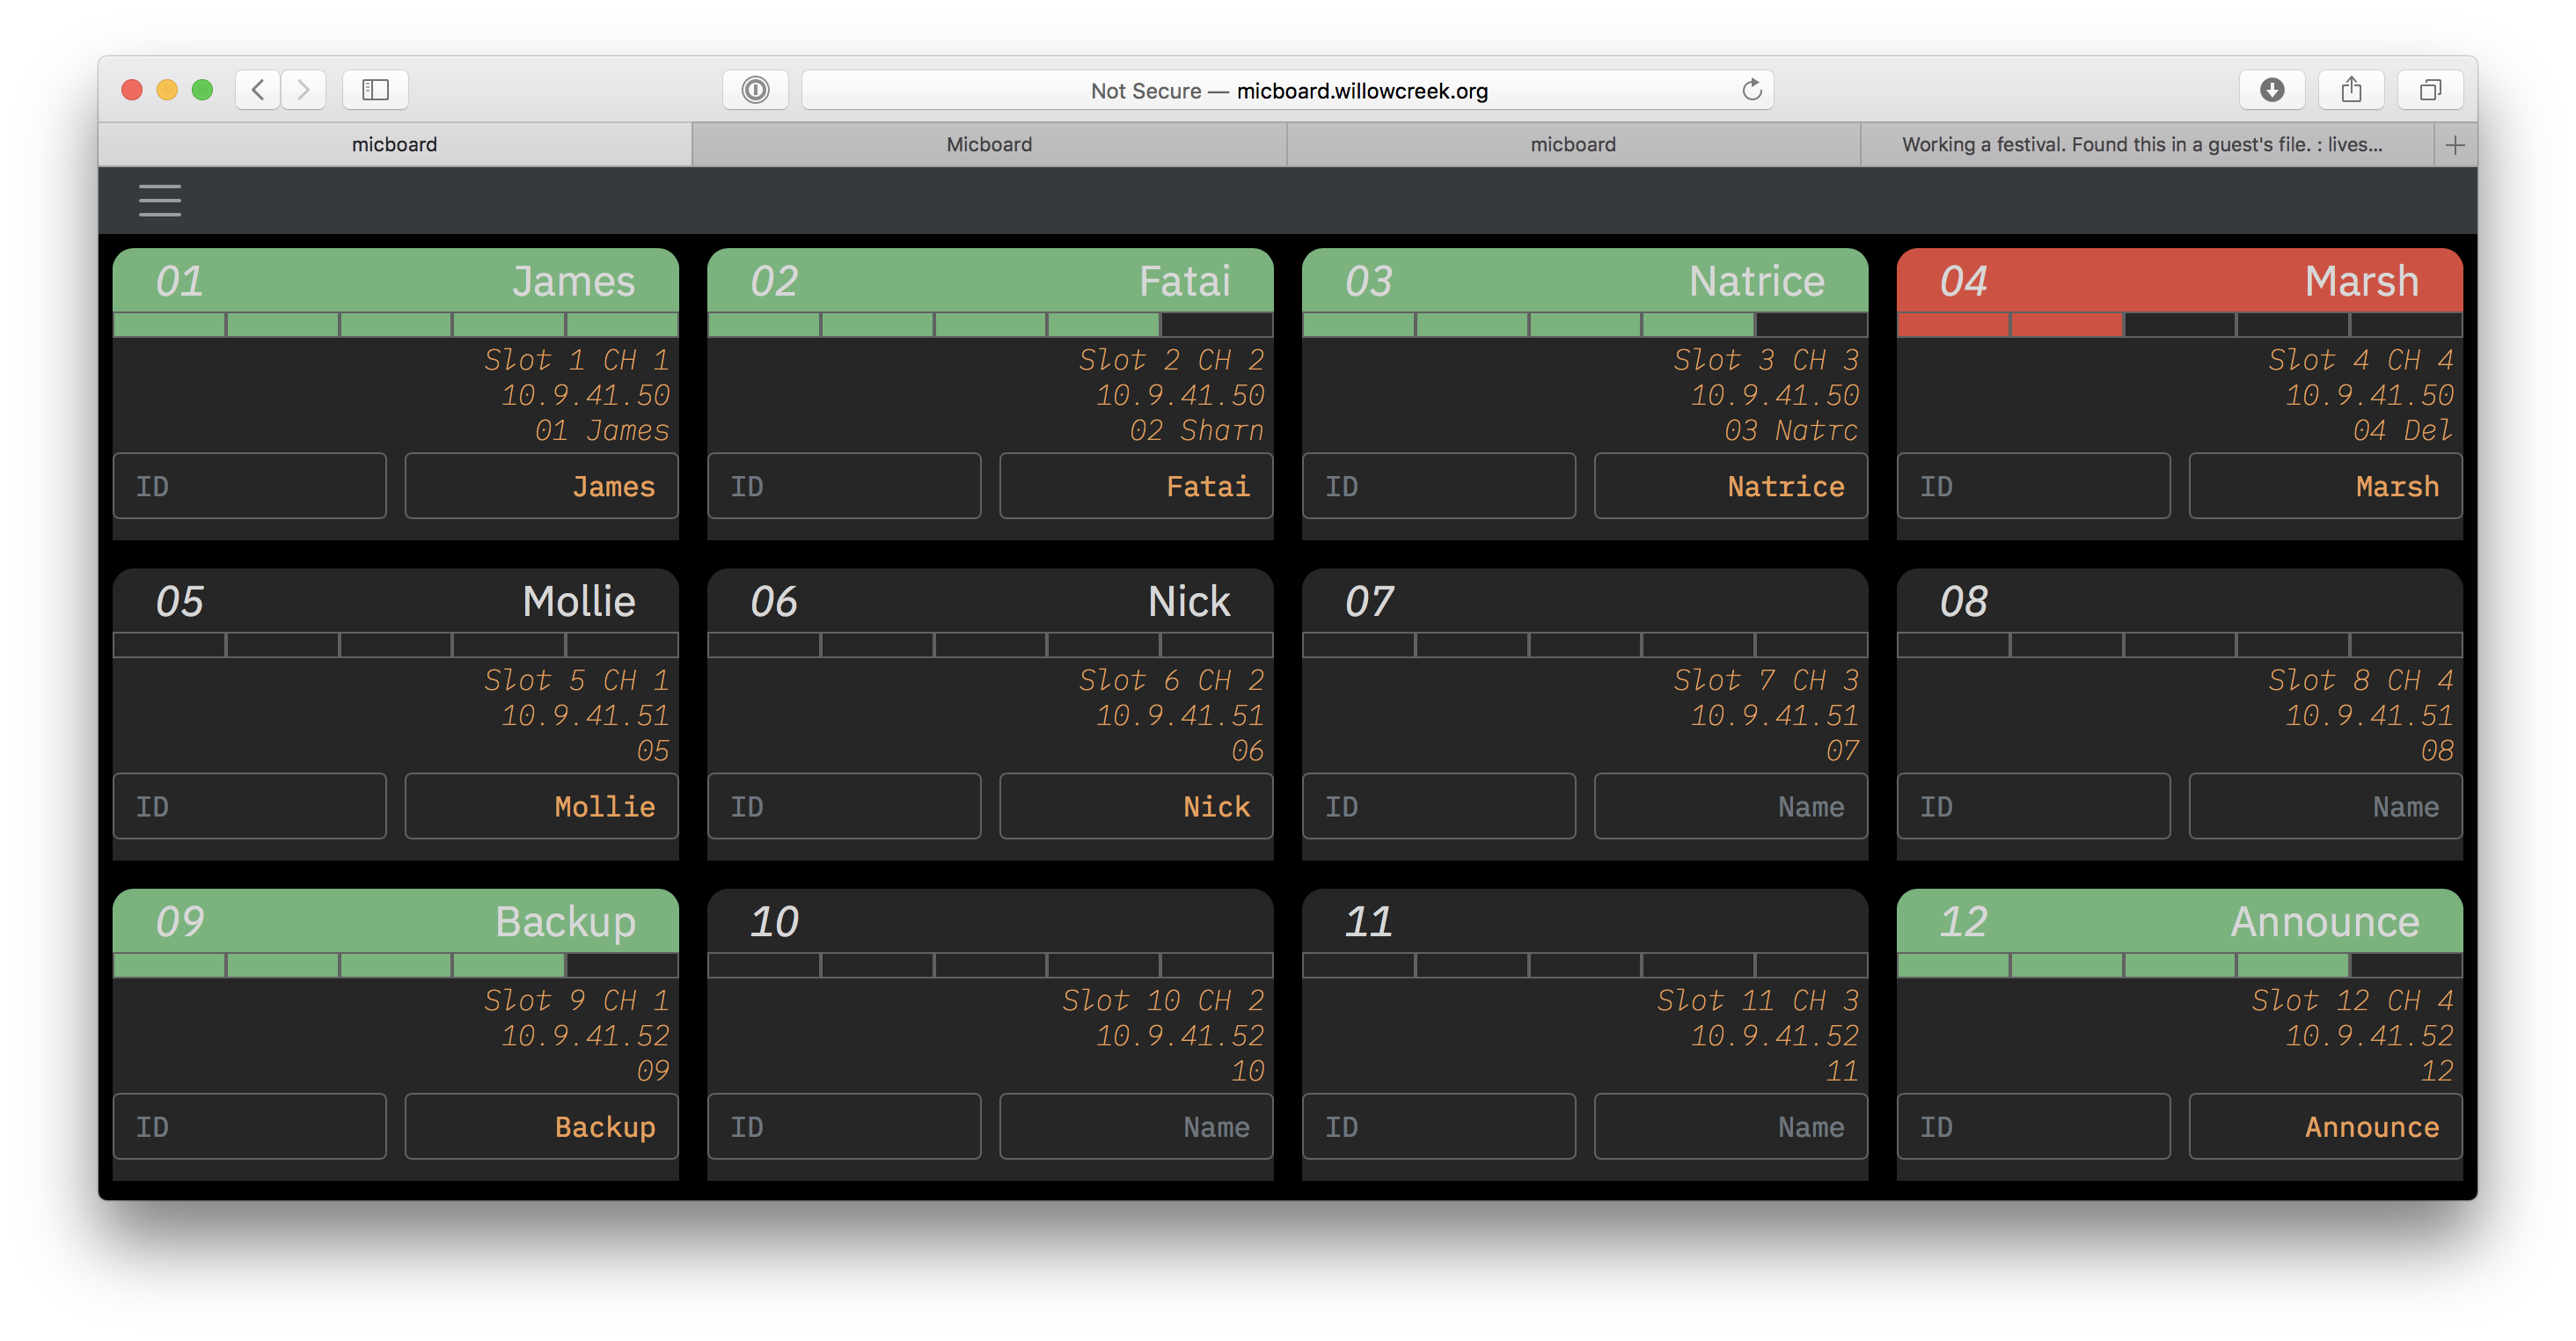 Not Secure — micboard.willowcreek.org
micboard
Micboard
micboard
Working a festival. Found this in a guest's file. : lives...
01 James
Slot 1 CH 1
10.9.41.50
01 James
ID
James
02 Fatai
Slot 2 CH 2
10.9.41.50
02 Sharn
ID
Fatai
03 Natrice
Slot 3 CH 3
10.9.41.50
03 Natrc
ID
Natrice
04 Marsh
Slot 4 CH 4
10.9.41.50
04 Del
ID
Marsh
05 Mollie
Slot 5 CH 1
10.9.41.51
05
ID
Mollie
06 Nick
Slot 6 CH 2
10.9.41.51
06
ID
Nick
07
Slot 7 CH 3
10.9.41.51
07
ID
Name
08
Slot 8 CH 4
10.9.41.51
08
ID
Name
09 Backup
Slot 9 CH 1
10.9.41.52
09
ID
Backup
10
Slot 10 CH 2
10.9.41.52
10
ID
Name
11
Slot 11 CH 3
10.9.41.52
11
ID
Name
12 Announce
Slot 12 CH 4
10.9.41.52
12
ID
Announce